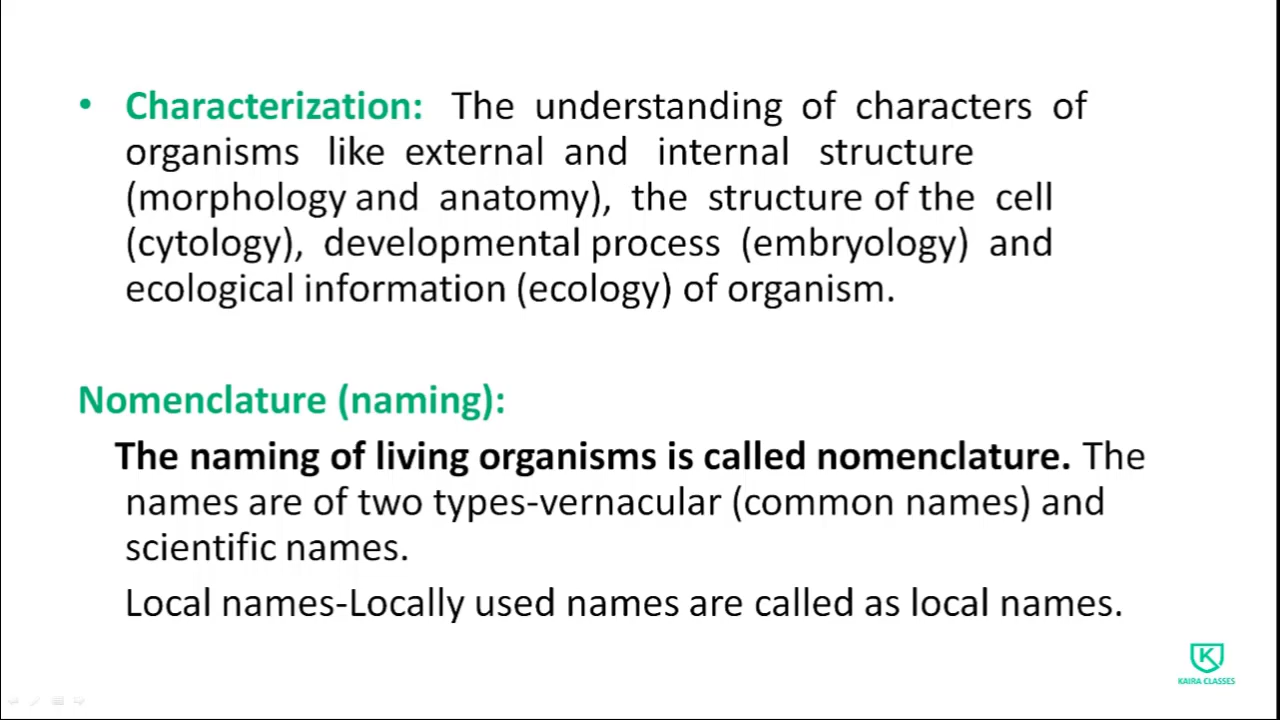 • Characterization: The understanding of characters of
organisms like external and internal structure
(morphology and anatomy), the structure of the cell
(cytology), developmental process (embryology) and
ecological information (ecology) of organism.
Nomenclature (naming):
The naming of living organisms is called nomenclature. The
names are of two types-vernacular (common names) and
scientific names.
Local names-Locally used names are called as local names.
K
KAIRA CLASSES